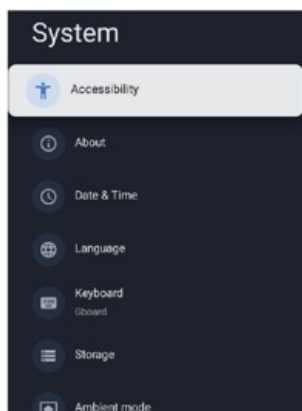 System
Accessibility
About
Date & Time
Language
Keyboard
Gboard
Storage
Ambient mode